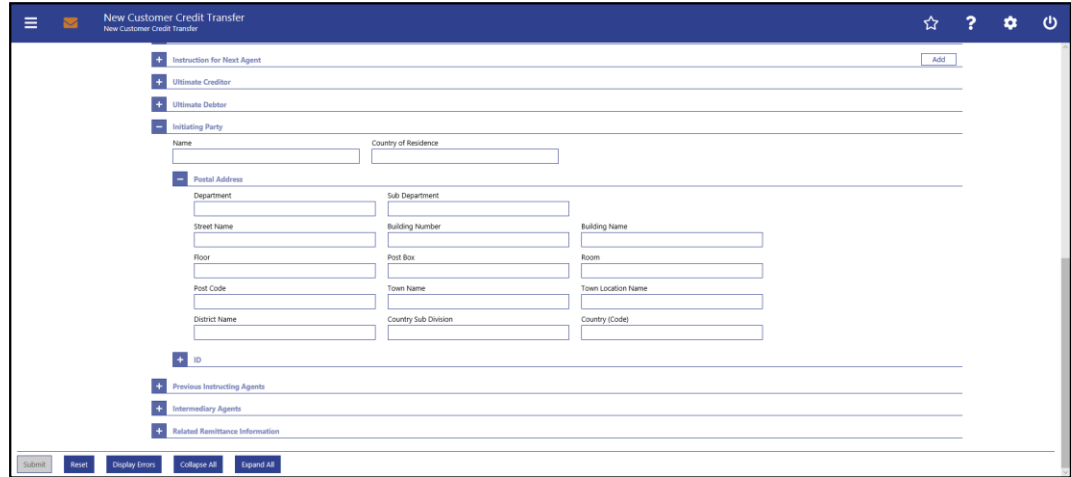 New Customer Credit Transfer
New Customer Credit Transfer
?
Instruction for Next Agent Add
Ultimate Creditor
Ultimate Debtor
Initiating Party
Name Country of Residence
Postal Address
Department Sub Department
Street Name Building Number Building Name
Floor Post Box Room
Post Code Town Name Town Location Name
District Name Country Sub Division Country (Code)
ID
Previous Instructing Agents
Intermediary Agents
Related Remittance Information
Submit Reset Display Errors Collapse All Expand All